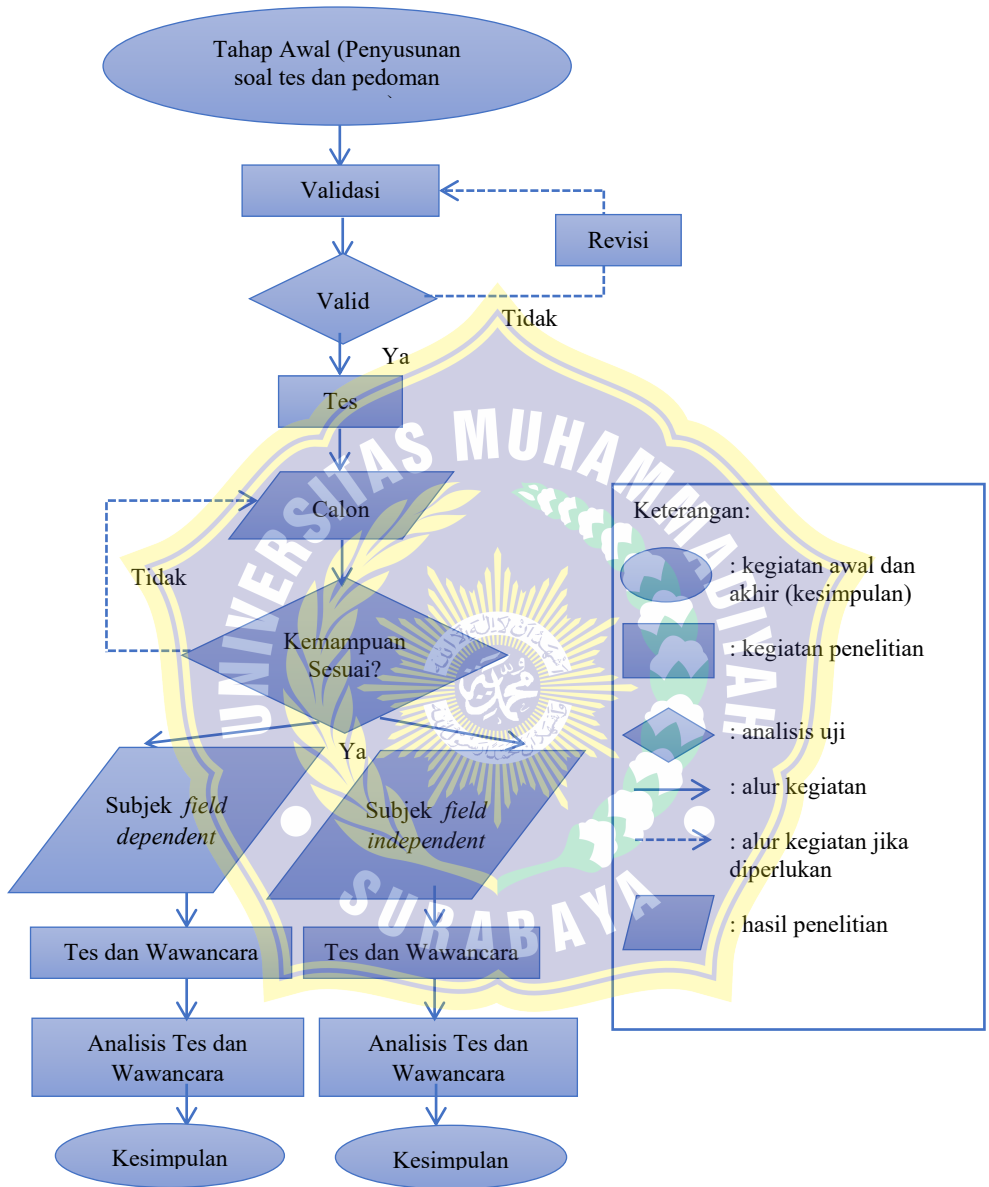 Tahap Awal (Penyusunan
soal tes dan pedoman
)
Validasi
Revisi
Valid
Tidak
Ya
Tes
Calon
Tidak
Kemampuan
Sesuai?
Ya
Subjek field
dependent
Subjek field
independent
Tes dan Wawancara
Tes dan Wawancara
Analisis Tes dan
Wawancara
Analisis Tes dan
Wawancara
Kesimpulan
Kesimpulan
Keterangan:
: kegiatan awal dan
akhir (kesimpulan)
: kegiatan penelitian
: analisis uji
: alur kegiatan
: alur kegiatan jika
diperlukan
: hasil penelitian
UNIVERSITAS MUHAMMADIYAH
SURABAYA
محمد